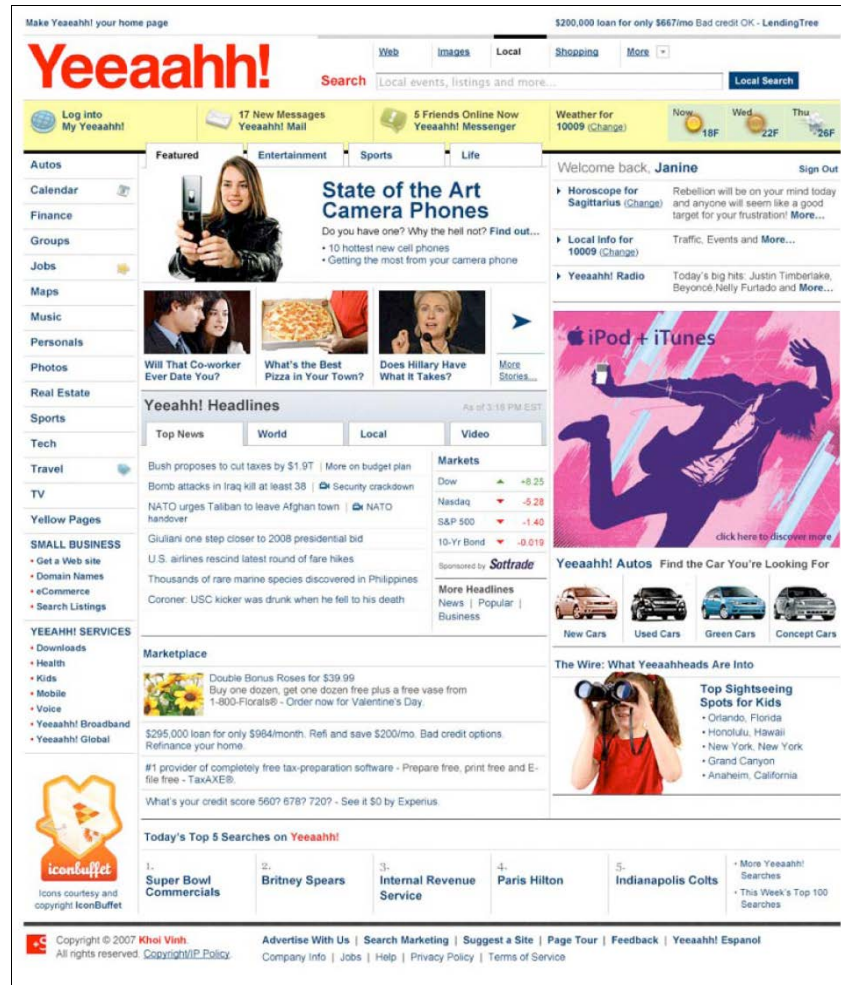 Make Yeeaahh! your home page
$200,000 loan for only $667/mo Bad credit OK - LendingTree
Yeeaahh!
Web Images Local Shopping More
Search Local events, listings and more... Local Search
Log into
My Yeeaahh!
17 New Messages
Yeeaahh! Mail
5 Friends Online Now
Yeeaahh! Messenger
Weather for
10009 (Change)
Now 18F
Wed 22F
Thu -26F
Autos
Calendar
Finance
Groups
Jobs
Maps
Music
Personals
Photos
Real Estate
Sports
Tech
Travel
TV
Yellow Pages
SMALL BUSINESS
• Get a Web site
• Domain Names
• eCommerce
• Search Listings
YEEAHH! SERVICES
• Downloads
• Health
• Kids
• Mobile
• Voice
• Yeeaahh! Broadband
• Yeeaahh! Global
iconbuffet
Icons courtesy and
copyright IconBuffet
Featured Entertainment Sports Life
State of the Art
Camera Phones
Do you have one? Why the hell not? Find out...
• 10 hottest new cell phones
• Getting the most from your camera phone
Will That Co-worker
Ever Date You?
What's the Best
Pizza in Your Town?
Does Hillary Have
What It Takes?
More
Stories...
Yeeahh! Headlines As of 3:16 PM EST
Top News World Local Video
Bush proposes to cut taxes by $1.9T | More on budget plan
Bomb attacks in Iraq kill at least 38 | Security crackdown
NATO urges Taliban to leave Afghan town | NATO
handover
Giuliani one step closer to 2008 presidential bid
U.S. airlines rescind latest round of fare hikes
Thousands of rare marine species discovered in Philippines
Coroner: USC kicker was drunk when he fell to his death
Markets
Dow +8.25
Nasdaq -5.28
S&P 500 -1.40
10-Yr Bond -0.019
Sponsored by Sottrade
More Headlines
News | Popular |
Business
Marketplace
Double Bonus Roses for $39.99
Buy one dozen, get one dozen free plus a free vase from
1-800-Florals® - Order now for Valentine's Day.
$295,000 loan for only $984/month. Refi and save $200/mo. Bad credit options.
Refinance your home.
#1 provider of completely free tax-preparation software - Prepare free, print free and E-
file free - TaxAXE®.
What's your credit score 560? 678? 720? - See it $0 by Experius
Welcome back, Janine Sign Out
Horoscope for
Sagittarius (Change)
Rebellion will be on your mind today
and anyone will seem like a good
target for your frustration! More...
Local Info for
10009 (Change)
Traffic, Events and More...
Yeeaahh! Radio
Today's big hits: Justin Timberlake,
Beyoncé,Nelly Furtado and More...
iPod + iTunes
click here to discover more
Yeeaahh! Autos Find the Car You're Looking For
New Cars Used Cars Green Cars Concept Cars
The Wire: What Yeeaahheads Are Into
Top Sightseeing
Spots for Kids
• Orlando, Florida
• Honolulu, Hawaii
• New York, New York
• Grand Canyon
• Anaheim, California
Today's Top 5 Searches on Yeeaahh!
1.
Super Bowl
Commercials
2.
Britney Spears
3.
Internal Revenue
Service
4.
Paris Hilton
5.
Indianapolis Colts
• More Yeeaahh!
Searches
• This Week's Top 100
Searches
+S
Copyright © 2007 Khoi Vinh.
All rights reserved. Copyright/IP Policy.
Advertise With Us | Search Marketing | Suggest a Site | Page Tour | Feedback | Yeeaahh! Espanol
Company Info | Jobs | Help | Privacy Policy | Terms of Service